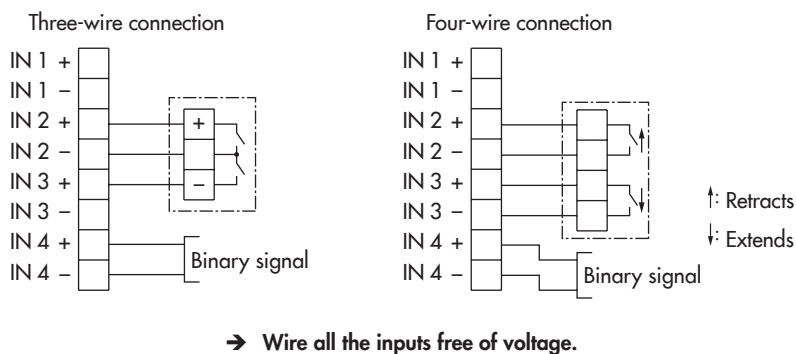 Three-wire connection
IN 1 +
IN 1 −
IN 2 +
IN 2 −
IN 3 +
IN 3 −
IN 4 +
IN 4 −
+
−
Binary signal
Four-wire connection
IN 1 +
IN 1 −
IN 2 +
IN 2 −
IN 3 +
IN 3 −
IN 4 +
IN 4 −
Binary signal
↑: Retracts
↓: Extends
➔ Wire all the inputs free of voltage.